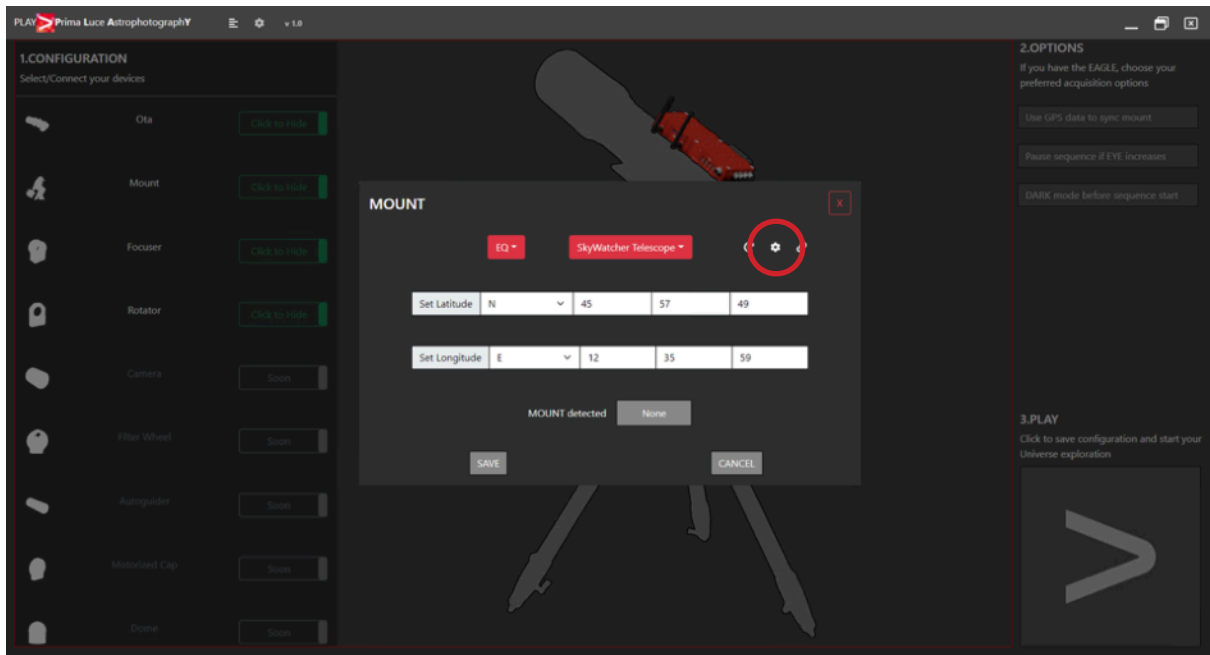 PLAY Prima Luce AstrophotographY v 1.0
1.CONFIGURATION
Select/Connect your devices
Ota Click to Hide
Mount Click to Hide
Focuser Click to Hide
Rotator Click to Hide
Camera Soon
Filter Wheel Soon
Autoguider Soon
Motorized Cap Soon
Dome Soon
MOUNT X
EQ SkyWatcher Telescope
Set Latitude N 45 57 49
Set Longitude E 12 35 59
MOUNT detected None
SAVE CANCEL
2.OPTIONS
If you have the EAGLE, choose your
preferred acquisition options
Use GPS data to sync mount
Pause sequence if EYE increases
DARK mode before sequence start
3.PLAY
Click to save configuration and start your
Universe exploration